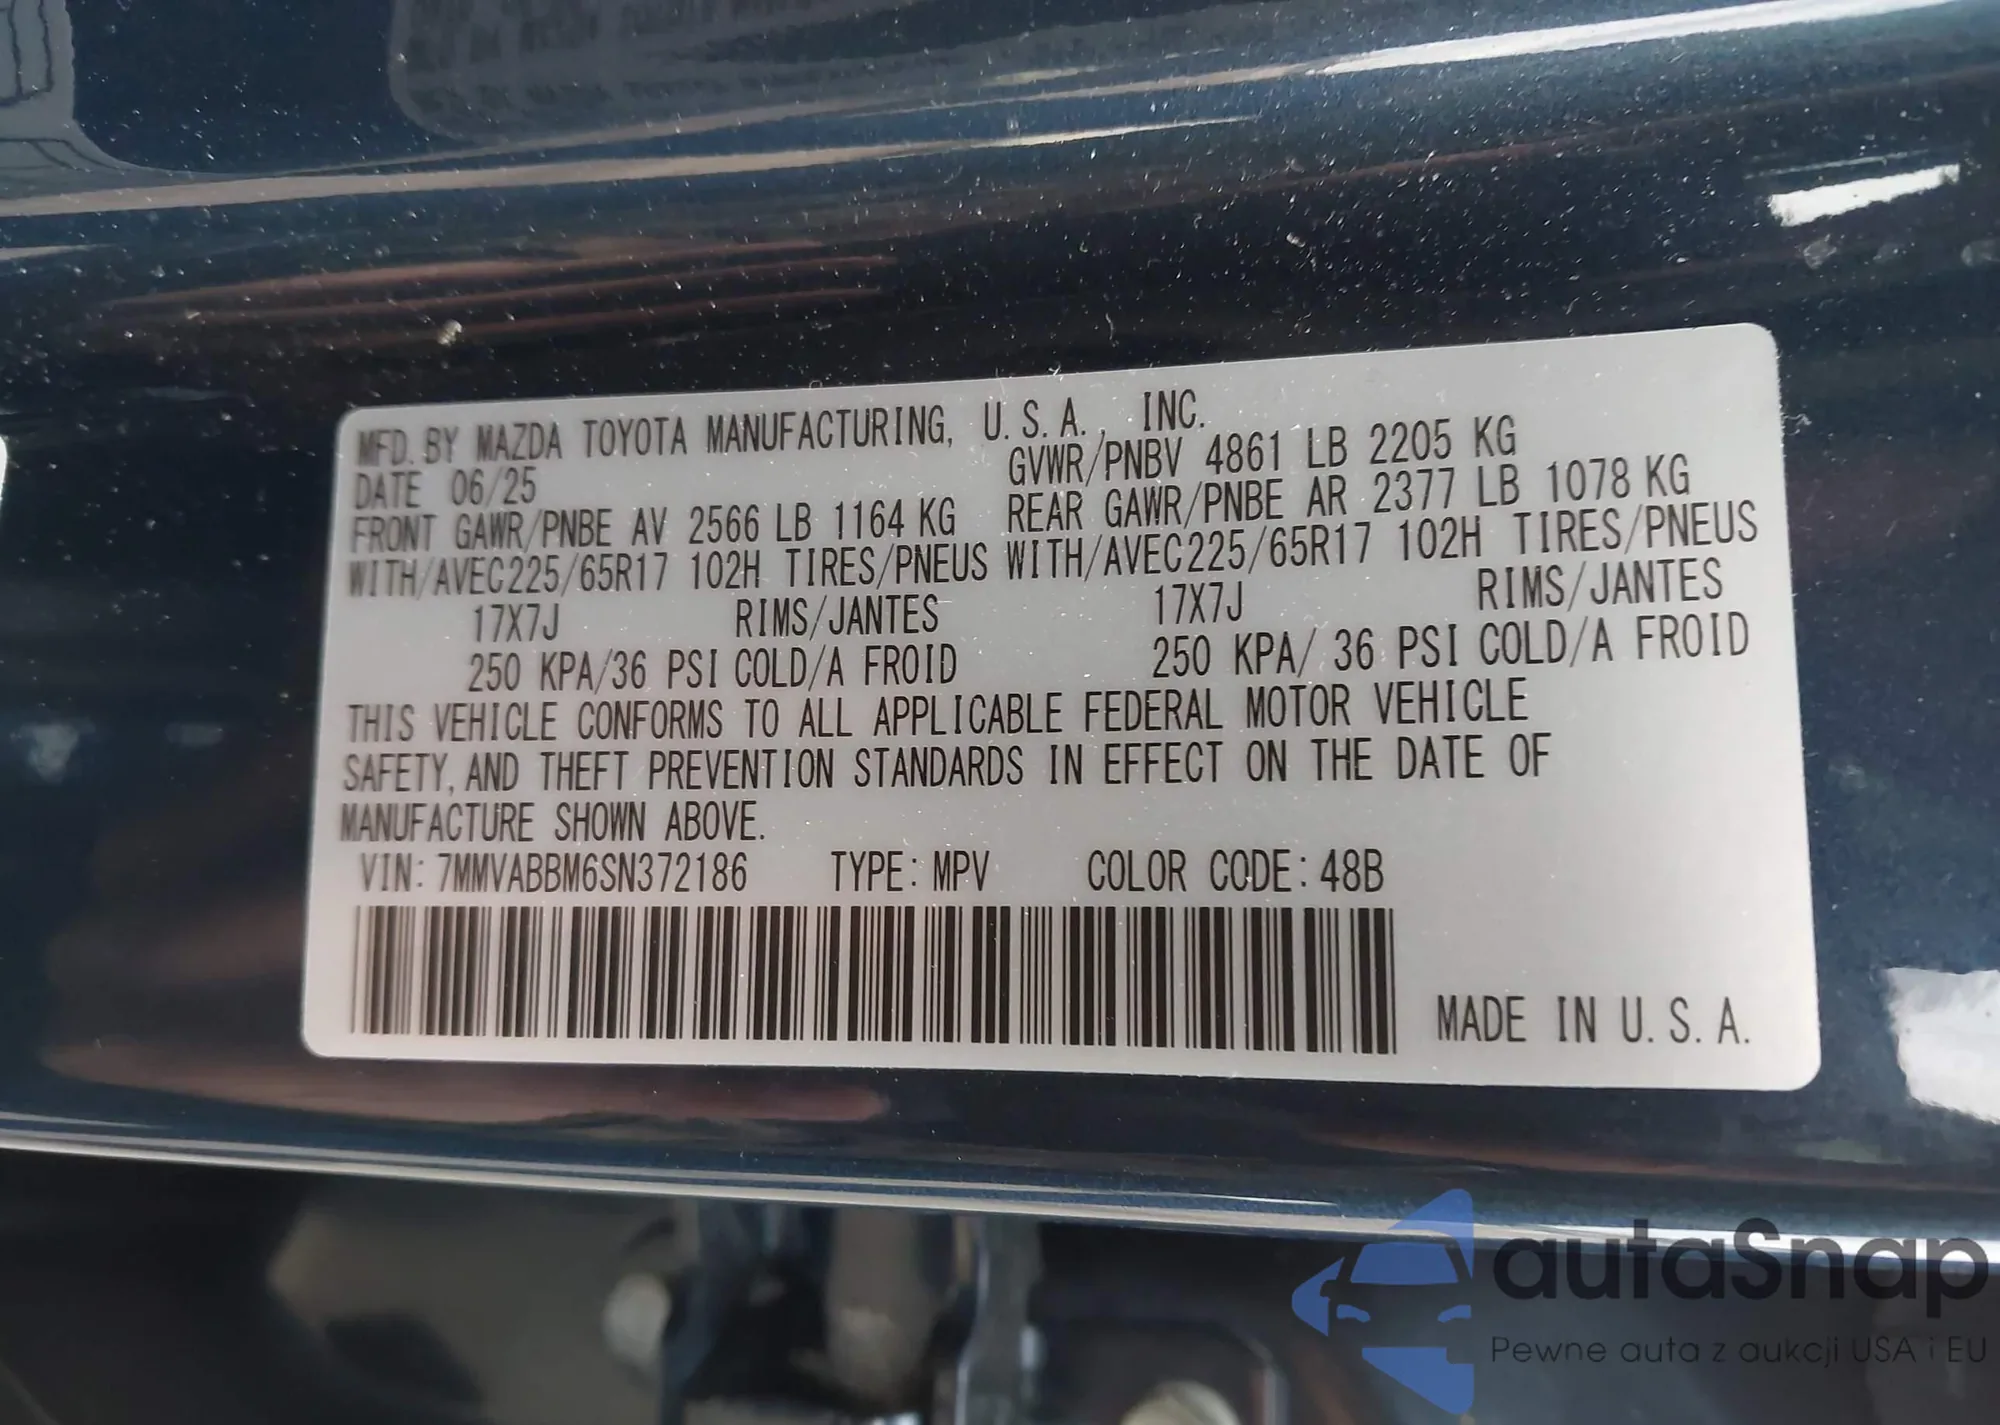 MFD. BY MAZDA TOYOTA MANUFACTURING, U.S.A., INC.
DATE 06/25 GVWR/PNBV 4861 LB 2205 KG
FRONT GAWR/PNBE AV 2566 LB 1164 KG REAR GAWR/PNBE AR 2377 LB 1078 KG
WITH/AVEC225/65R17 102H TIRES/PNEUS WITH/AVEC225/65R17 102H TIRES/PNEUS
17X7J RIMS/JANTES 17X7J RIMS/JANTES
250 KPA/36 PSI COLD/A FROID 250 KPA/ 36 PSI COLD/A FROID
THIS VEHICLE CONFORMS TO ALL APPLICABLE FEDERAL MOTOR VEHICLE
SAFETY, AND THEFT PREVENTION STANDARDS IN EFFECT ON THE DATE OF
MANUFACTURE SHOWN ABOVE.
VIN: 7MMVABBM6SN372186 TYPE: MPV COLOR CODE: 48B
MADE IN U.S.A.
autaSnap
Pewne auta z aukcji USA i EU